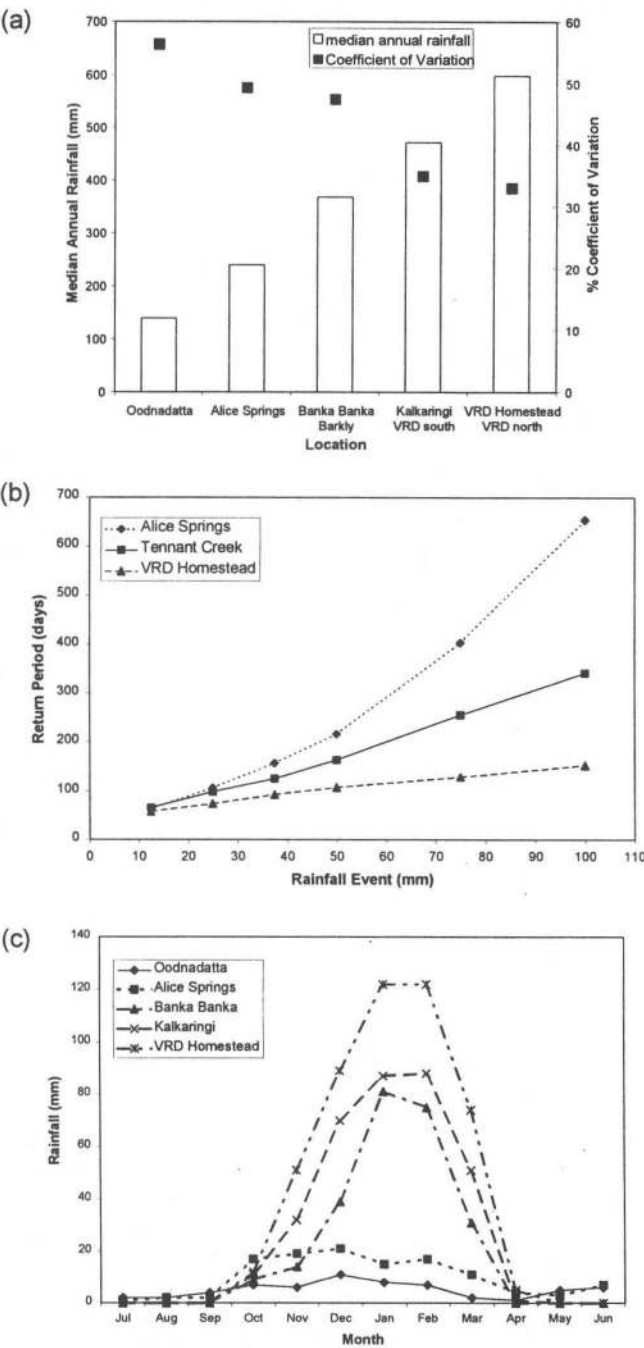 (a)
700
600
500
400
300
200
100
0
Median Annual Rainfall (mm)
median annual rainfall
Coefficient of Variation
60
50
40
30
20
10
0
% Coefficient of Variation
Oodnadatta
Alice Springs
Banka Banka
Barkly
Kalkaringi
VRD south
VRD Homestead
VRD north
Location
(b)
700
600
500
400
300
200
100
0
Return Period (days)
Alice Springs
Tennant Creek
VRD Homestead
0 10 20 30 40 50 60 70 80 90 100 110
Rainfall Event (mm)
(c)
140
120
100
80
60
40
20
0
Rainfall (mm)
Oodnadatta
Alice Springs
Banka Banka
Kalkaringi
VRD Homestead
Jul Aug Sep Oct Nov Dec Jan Feb Mar Apr May Jun
Month